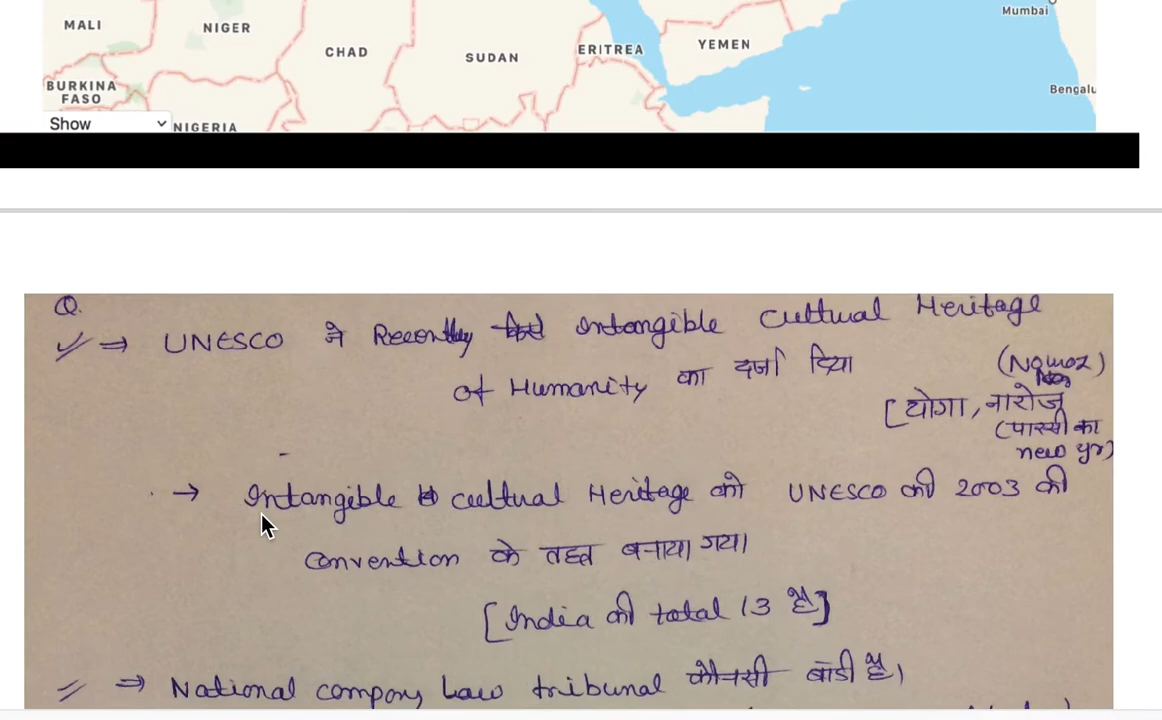 Mumbai
MALI
NIGER
CHAD
SUDAN
ERITREA
YEMEN
BURKINA
FASO
Bengalu
Show
NIGERIA
Q.
⇒ UNESCO ने Recently Intangible Cultural Heritage
of Humanity का दर्जा दिया
(Nowroz)
[योगा, नारोज़
(पारसी का
new yr)
→ Intangible cultural Heritage को UNESCO की 2003 की
Convention के तहत बनाया गया।
[India की total 13 है]
⇒ National company Law tribunal कौनसी बॉडी है।